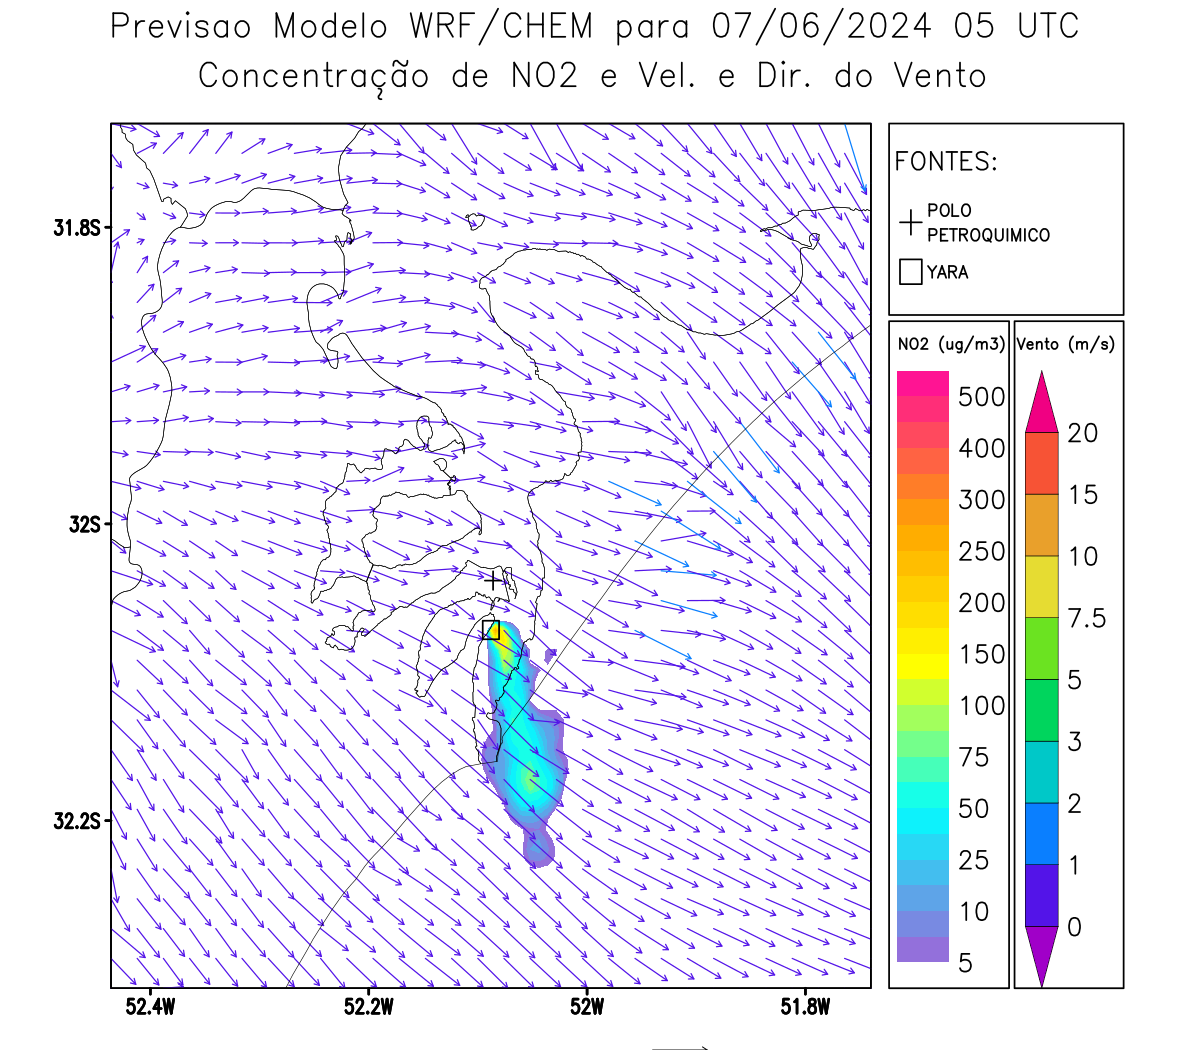 Previsao Modelo WRF/CHEM para 07/06/2024 05 UTC
Concentração de NO2 e Vel. e Dir. do Vento
FONTES:
POLO
PETROQUIMICO
YARA
NO2 (ug/m3)
500
400
300
250
200
150
100
75
50
25
10
5
Vento (m/s)
20
15
10
7.5
5
3
2
1
0
31.8S
32S
32.2S
52.4W
52.2W
52W
51.8W